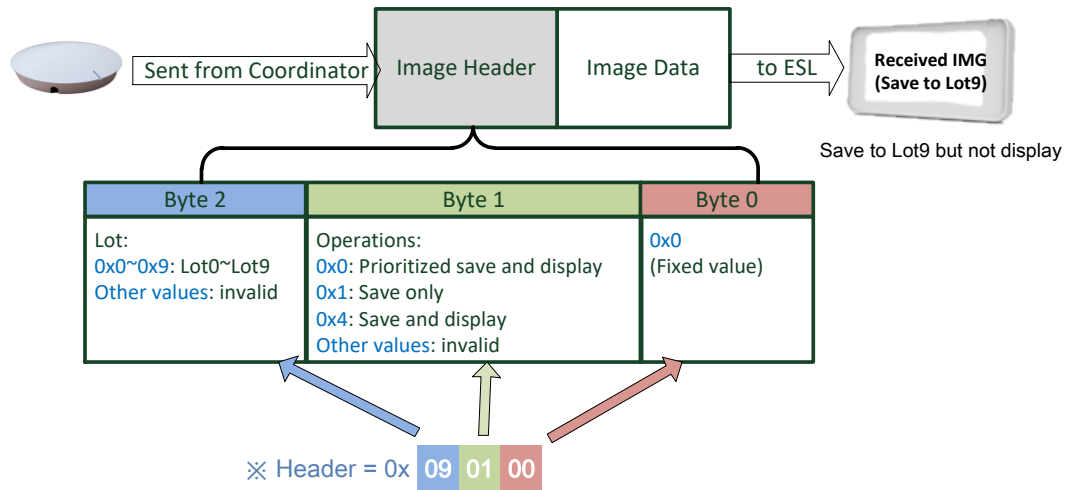 Sent from Coordinator
Image Header
Image Data
to ESL
Received IMG
(Save to Lot9)
Save to Lot9 but not display
Byte 2
Byte 1
Byte 0
Lot:
0x0~0x9: Lot0~Lot9
Other values: invalid
Operations:
0x0: Prioritized save and display
0x1: Save only
0x4: Save and display
Other values: invalid
0x0
(Fixed value)
※ Header = 0x 09 01 00